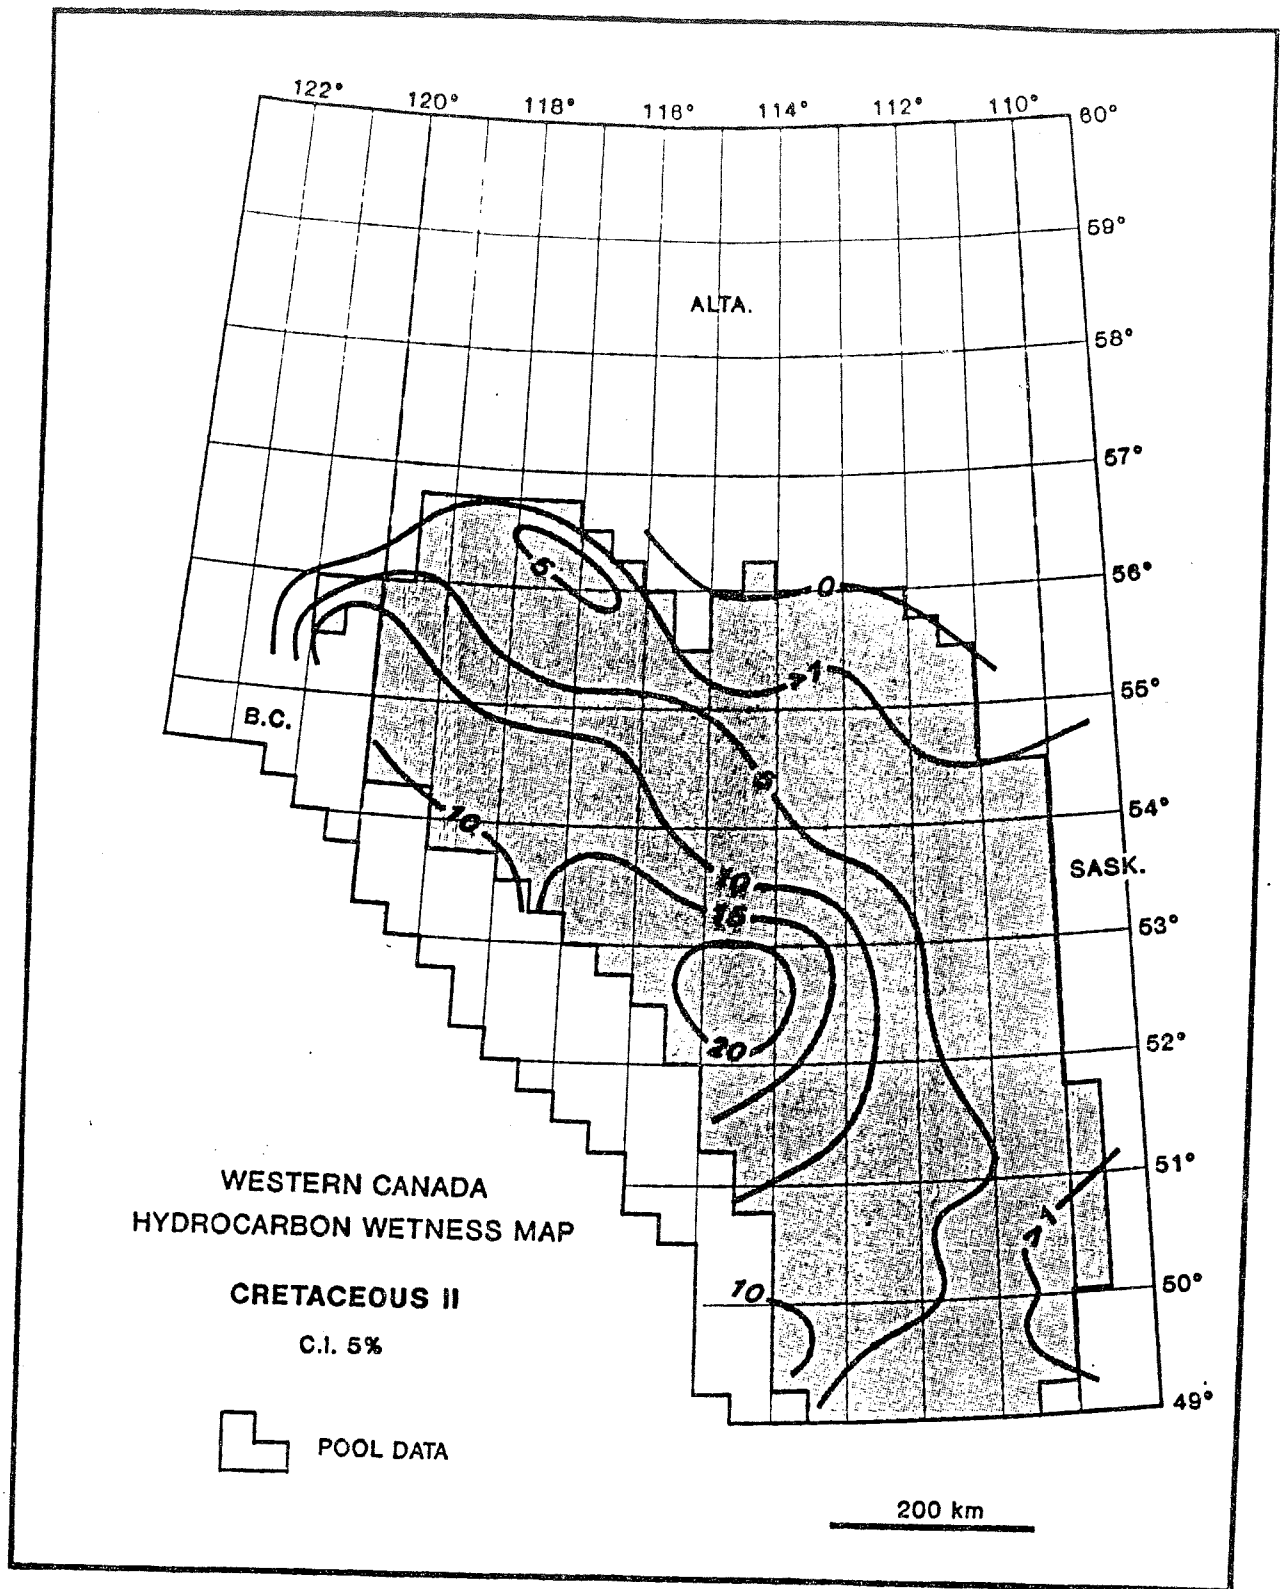 122° 120° 118° 116° 114° 112° 110° 60°
59°
ALTA.
58°
57°
56°
5
0
>1
55°
B.C.
5
54°
10
SASK.
10
15
53°
20
52°
51°
WESTERN CANADA
HYDROCARBON WETNESS MAP
>1
10
50°
CRETACEOUS II
C.I. 5%
49°
POOL DATA
200 km